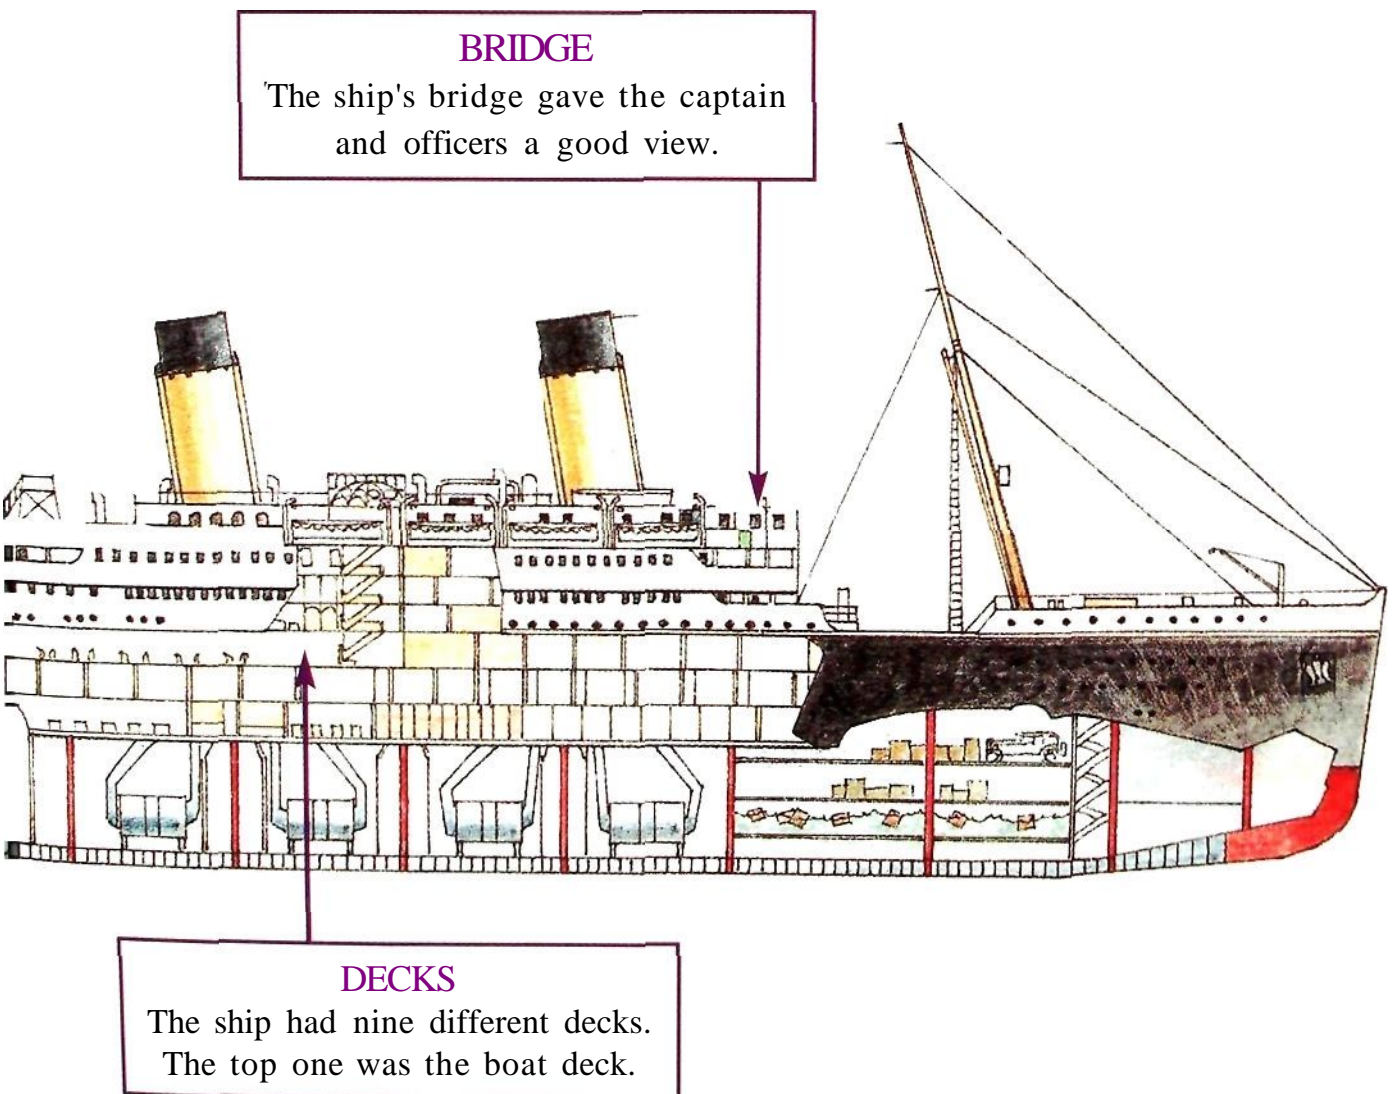 BRIDGE
The ship's bridge gave the captain
and officers a good view.
DECKS
The ship had nine different decks.
The top one was the boat deck.